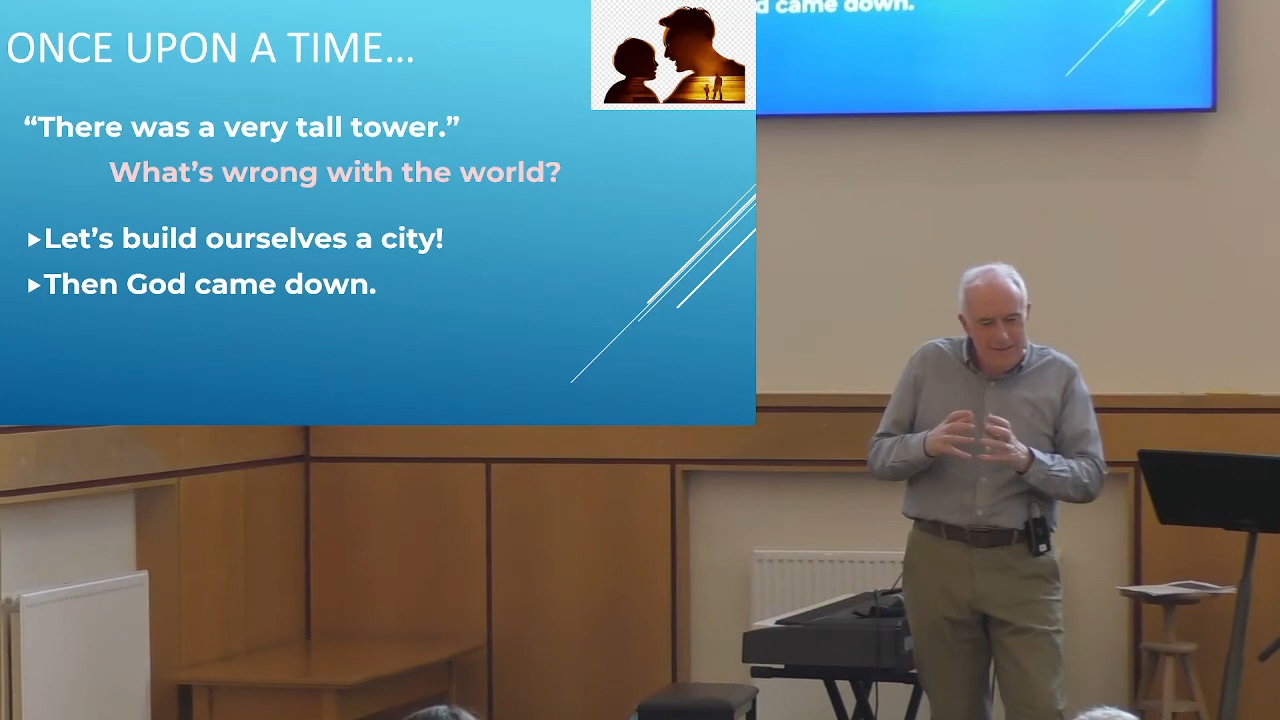 ONCE UPON A TIME...
“There was a very tall tower.”
What’s wrong with the world?
▸Let’s build ourselves a city!
▸Then God came down.
d came down.